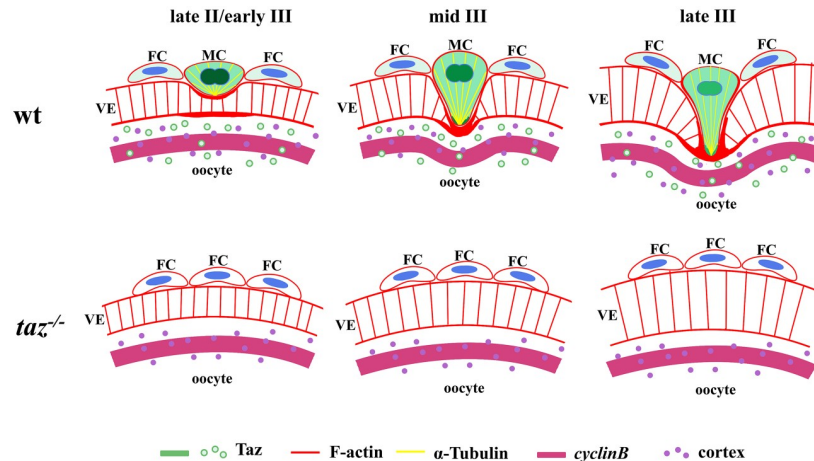 late II/early III mid III late III
FC MC FC FC MC FC FC MC FC
wt VE VE VE
oocyte oocyte oocyte
FC FC FC FC FC FC FC FC FC
taz-/- VE VE VE
oocyte oocyte oocyte
Taz F-actin α-Tubulin cyclinB cortex